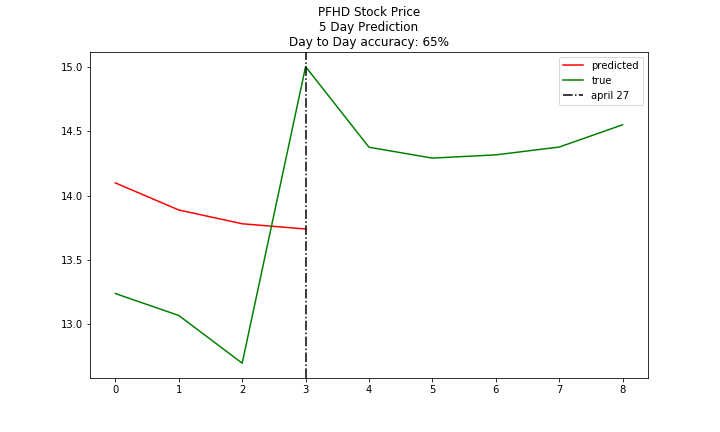 PFHD Stock Price
5 Day Prediction
Day to Day accuracy: 65%
predicted
true
april 27
15.0
14.5
14.0
13.5
13.0
0 1 2 3 4 5 6 7 8